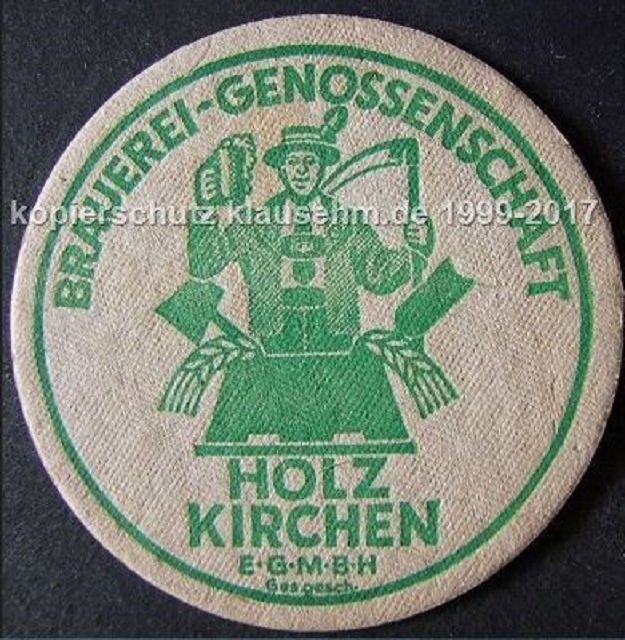 BRAUEREI-GENOSSENSCHAFT
kopierschutz klausehm.de 1999-2017
HOLZ
KIRCHEN
E·G·M·B·H
Ges.gesch.